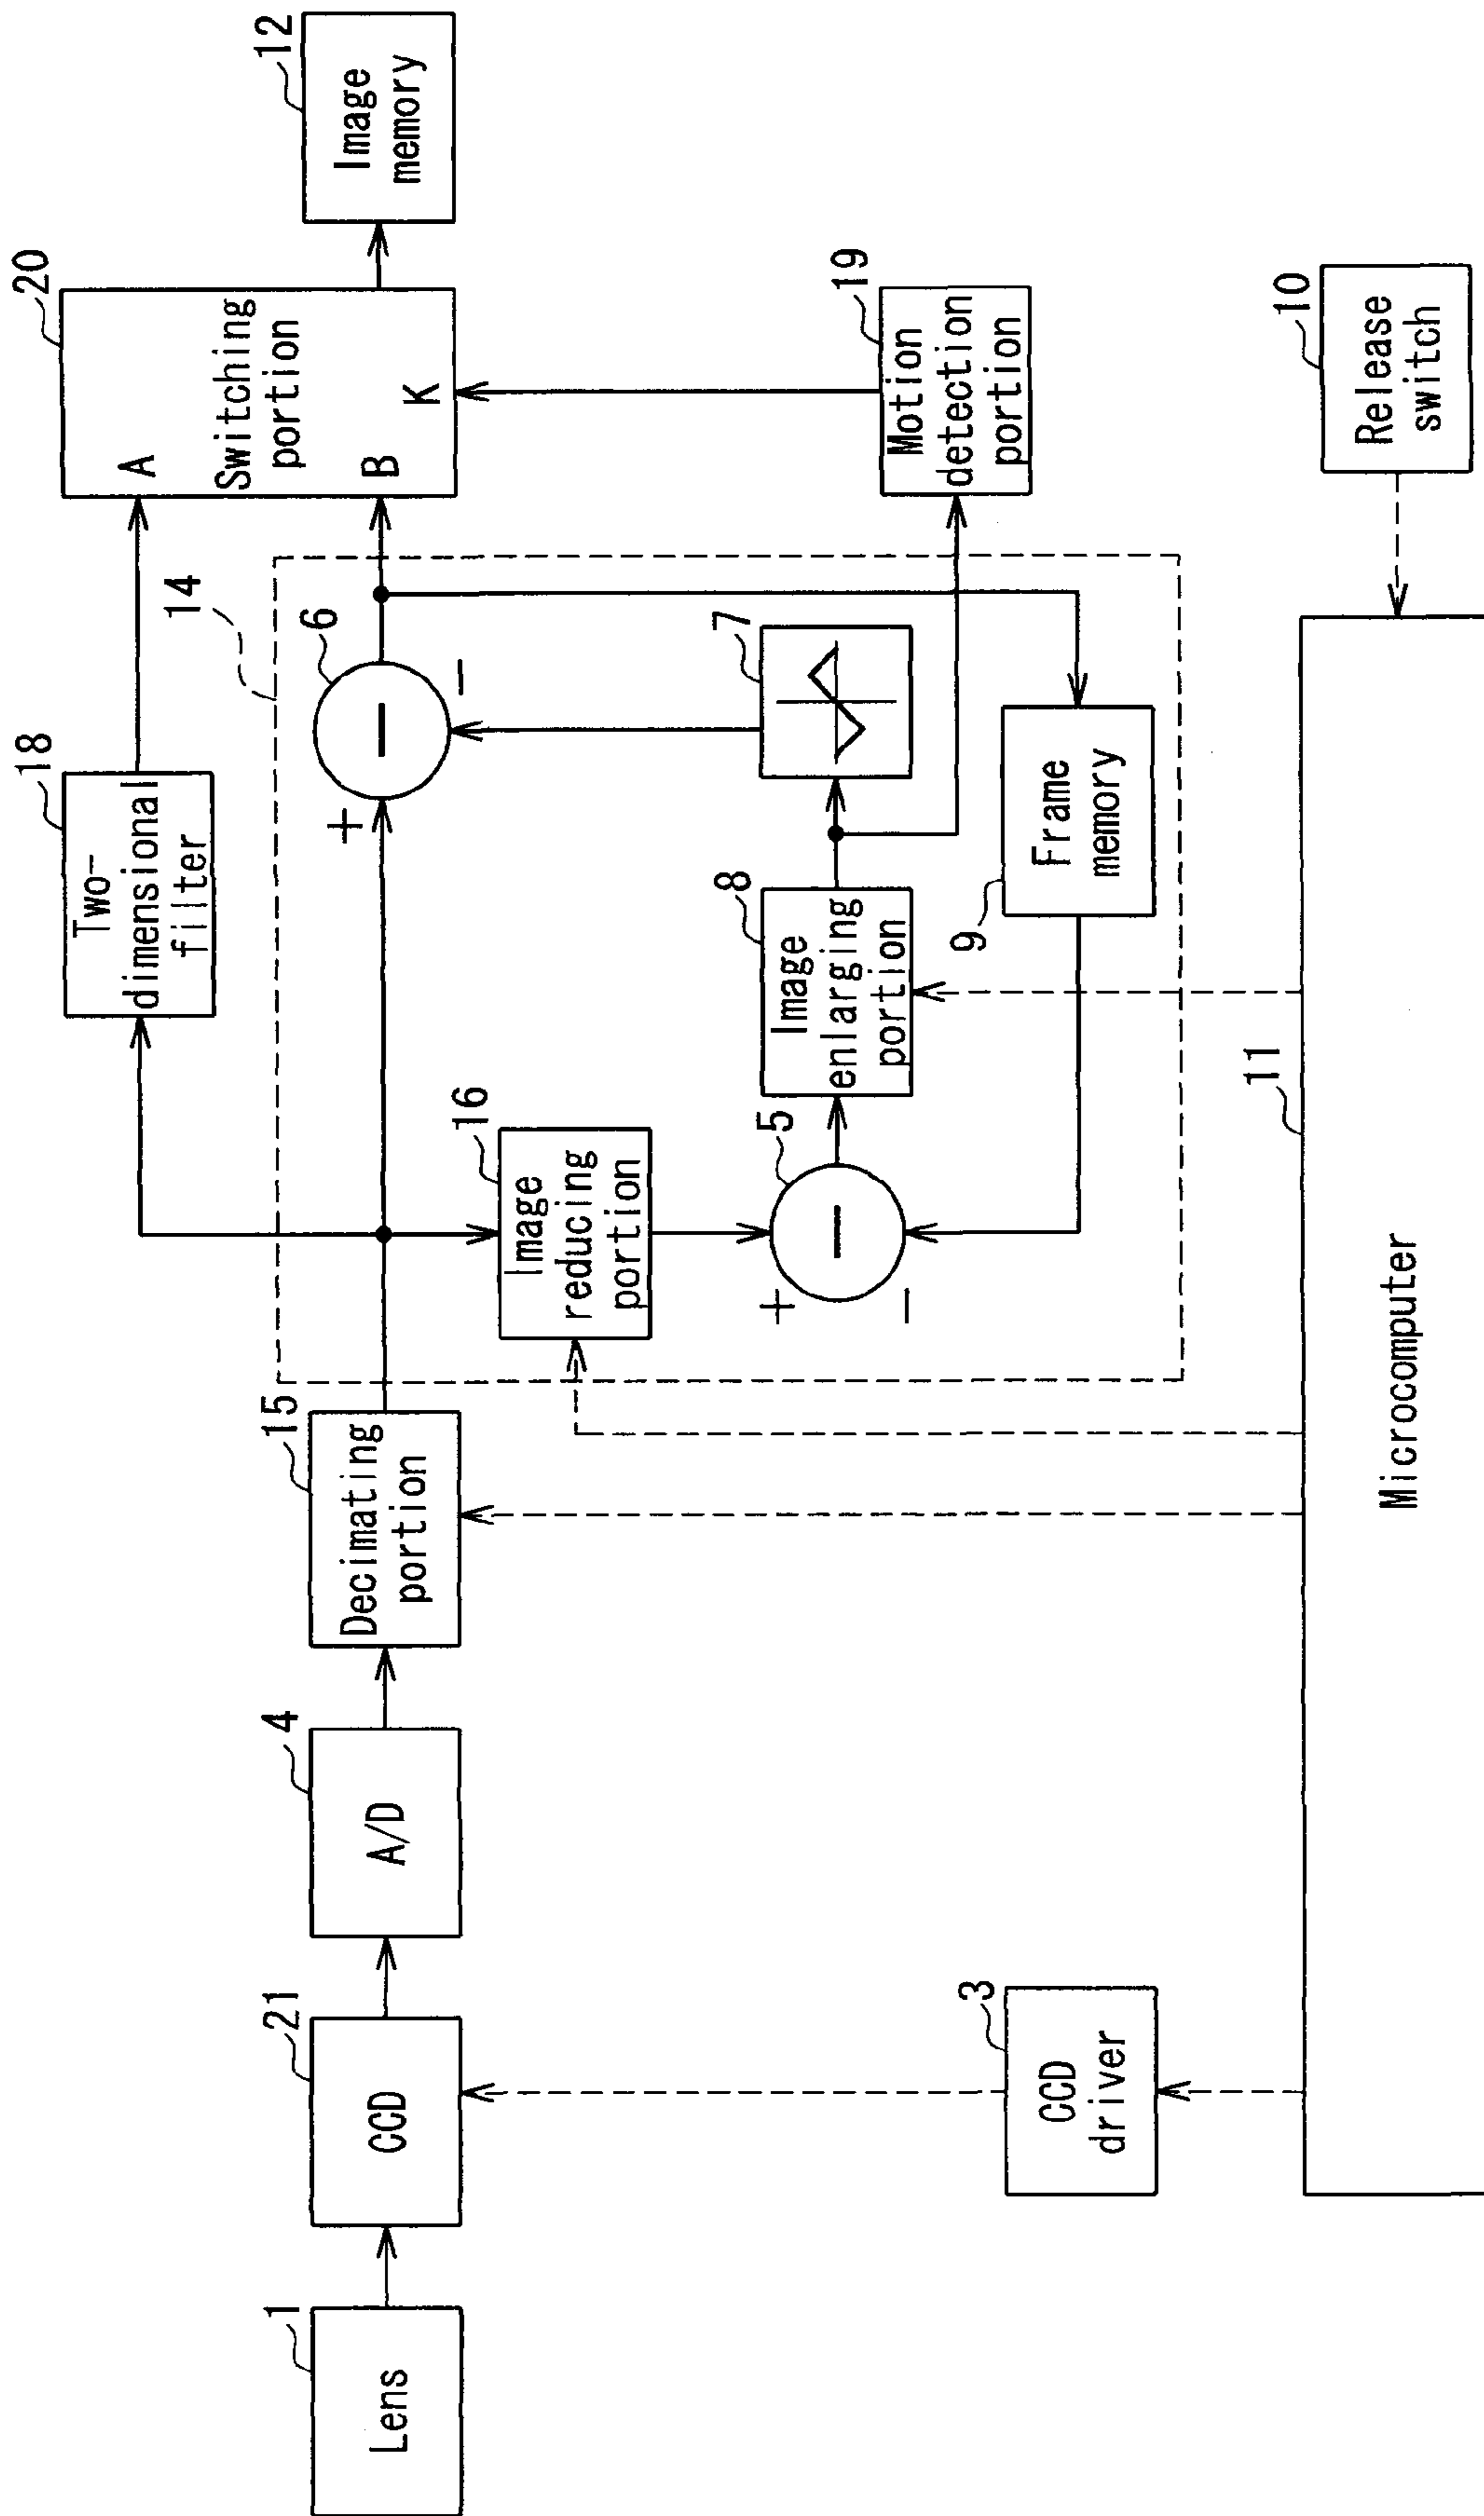 1
Lens
21
CCD
4
A/D
15
Decimating
portion
18
Two-
dimensional
filter
14
+
6
−
−
20
A
Switching
portion
B
K
12
Image
memory
16
Image
reducing
portion
5
+
−
−
8
Image
enlarging
portion
7
19
Motion
detection
portion
9
Frame
memory
3
CCD
driver
11
Microcomputer
10
Release
switch